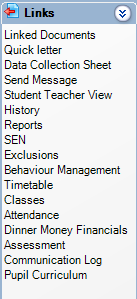 Links
Linked Documents
Quick letter
Data Collection Sheet
Send Message
Student Teacher View
History
Reports
SEN
Exclusions
Behaviour Management
Timetable
Classes
Attendance
Dinner Money Financials
Assessment
Communication Log
Pupil Curriculum